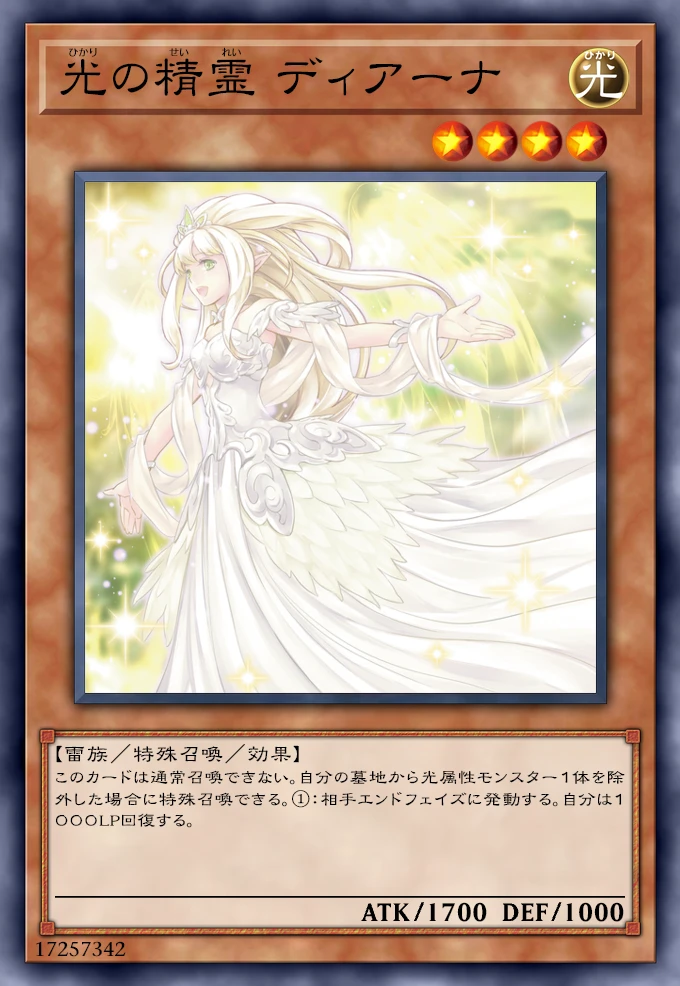 ひかり せい れい
光の精霊 ディアーナ
ひかり
光
【雷族／特殊召喚／効果】
このカードは通常召喚できない。自分の墓地から光属性モンスター１体を除
外した場合に特殊召喚できる。①：相手エンドフェイズに発動する。自分は１
０００LP回復する。
ATK/1700 DEF/1000
17257342